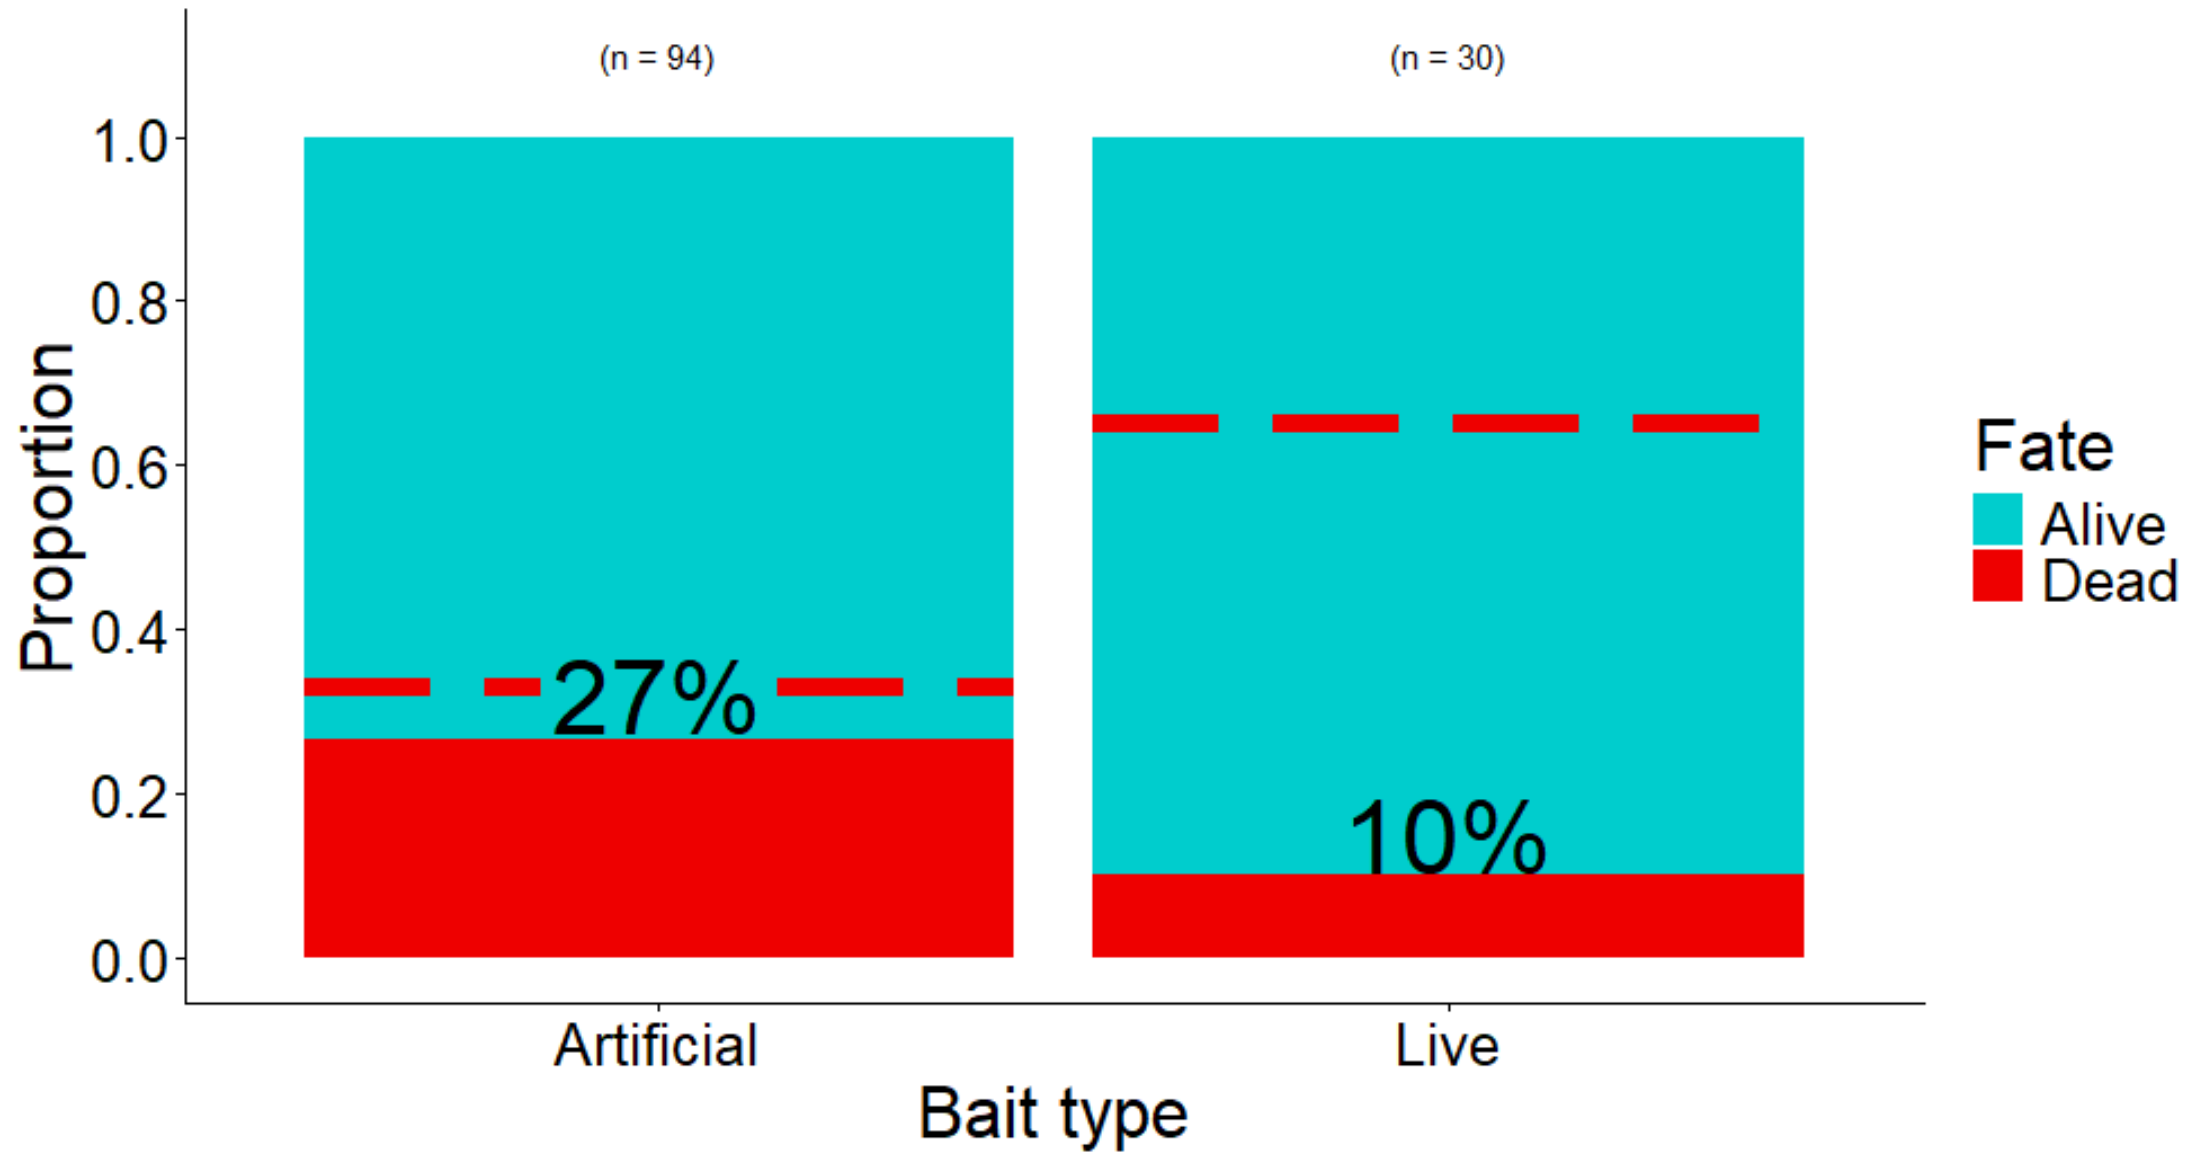 (n = 94)
(n = 30)
1.0
0.8
0.6
0.4
0.2
0.0
Proportion
27%
10%
Fate
Alive
Dead
Artificial
Live
Bait type